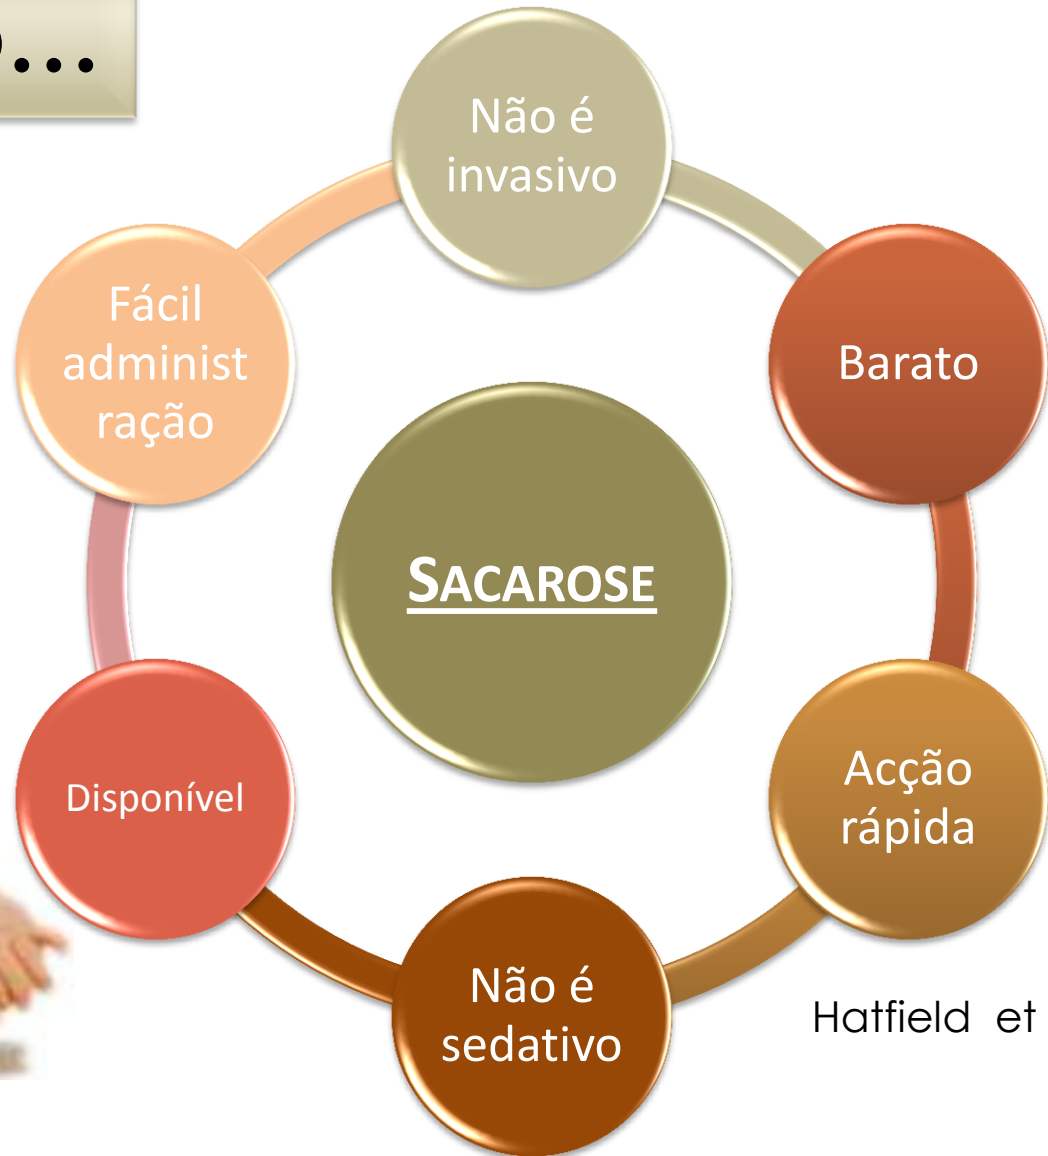 ...
Não é
invasivo
Barato
Acção
rápida
Não é
sedativo
Disponível
Fácil
administ
ração
SACAROSE
Hatfield et